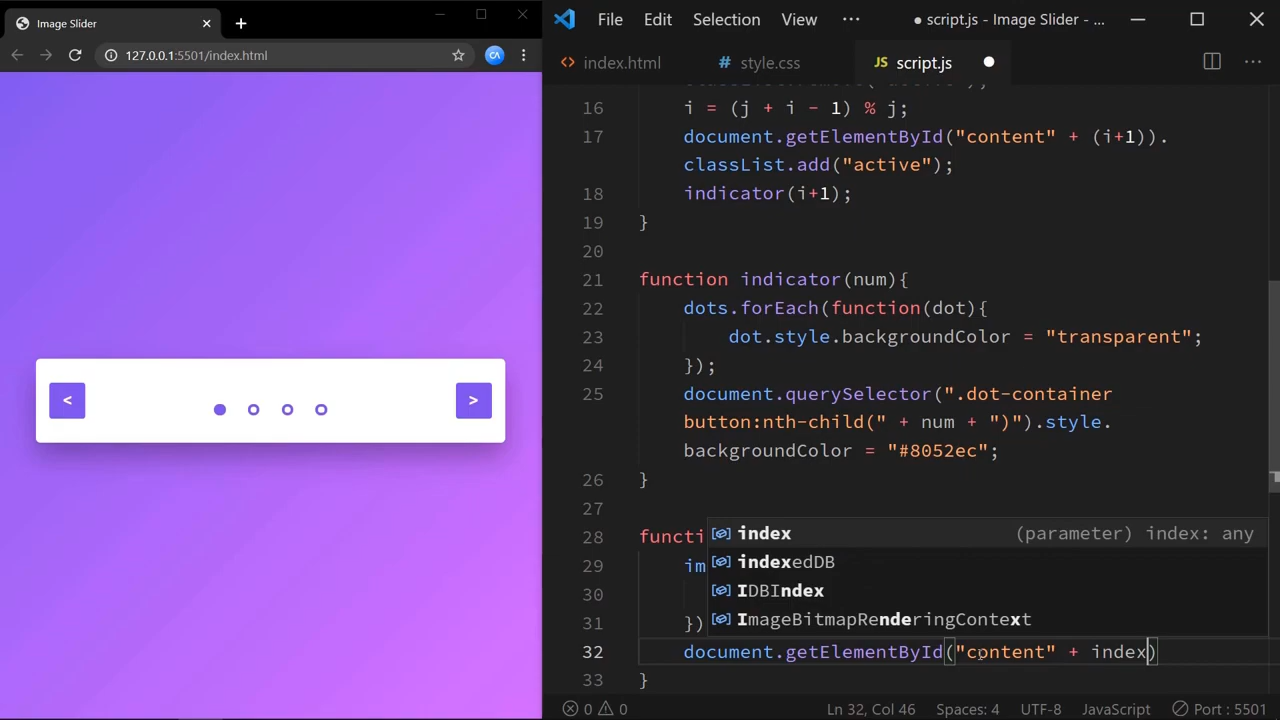 Image Slider
127.0.0.1:5501/index.html
<
>
File Edit Selection View ··· ● script.js - Image Slider - ...
<> index.html # style.css JS script.js
16 i = (j + i - 1) % j;
17 document.getElementById("content" + (i+1)).
classList.add("active");
18 indicator(i+1);
19 }
20
21 function indicator(num){
22 dots.forEach(function(dot){
23 dot.style.backgroundColor = "transparent";
24 });
25 document.querySelector(".dot-container
button:nth-child(" + num + ")").style.
backgroundColor = "#8052ec";
26 }
27
28 functi
index (parameter) index: any
29 im
indexedDB
30
IDBIndex
31 })
ImageBitmapRenderingContext
32 document.getElementById("content" + index)
33 }
0 0 Ln 32, Col 46 Spaces: 4 UTF-8 JavaScript Port : 5501